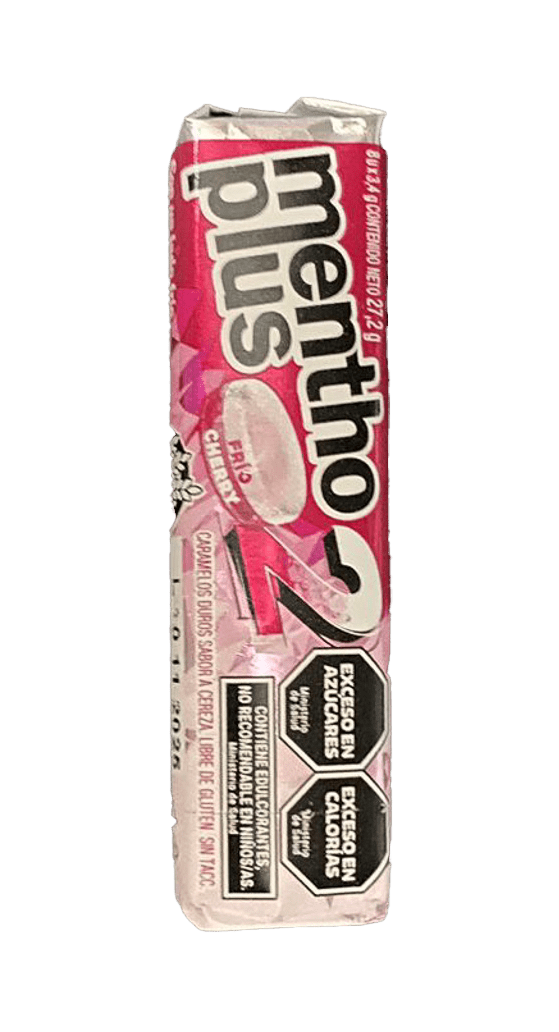 8u x 3,4 g CONTENIDO NETO 27,2 g
mentho
plus 2
FRÍO
CHERRY
EXCESO EN
AZÚCARES
Ministerio
de Salud
EXCESO EN
CALORÍAS
Ministerio
de Salud
CONTIENE EDULCORANTES,
NO RECOMENDABLE EN NIÑOS/AS.
Ministerio de Salud
CARAMELOS DUROS SABOR A CEREZA. LIBRE DE GLUTEN. SIN TACC.